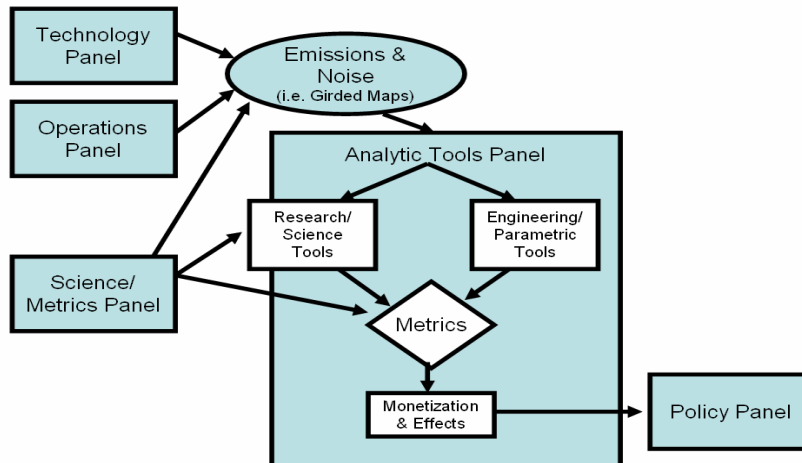 Technology
Panel
Emissions &
Noise
(i.e. Girded Maps)
Operations
Panel
Analytic Tools Panel
Research/
Science
Tools
Engineering/
Parametric
Tools
Science/
Metrics Panel
Metrics
Monetization
& Effects
Policy Panel